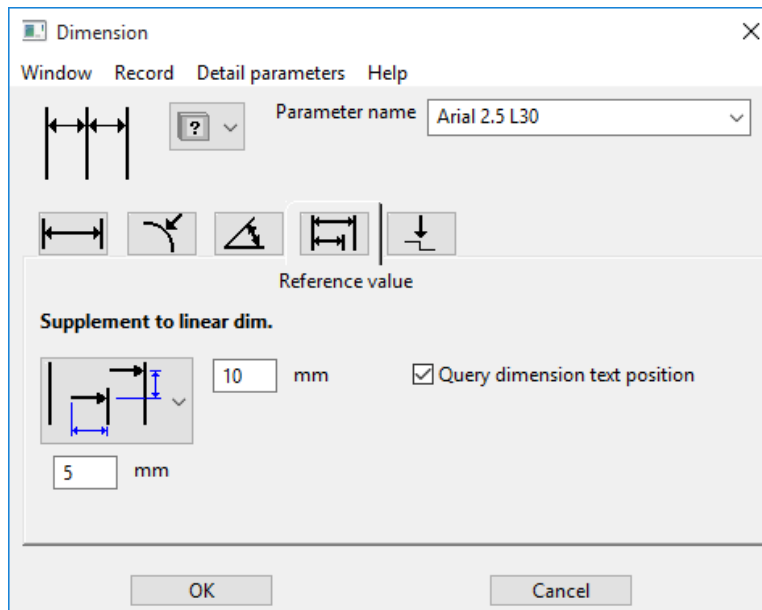 Dimension
Window Record Detail parameters Help
? Parameter name Arial 2.5 L30
Reference value
Supplement to linear dim.
10 mm Query dimension text position
5 mm
OK Cancel